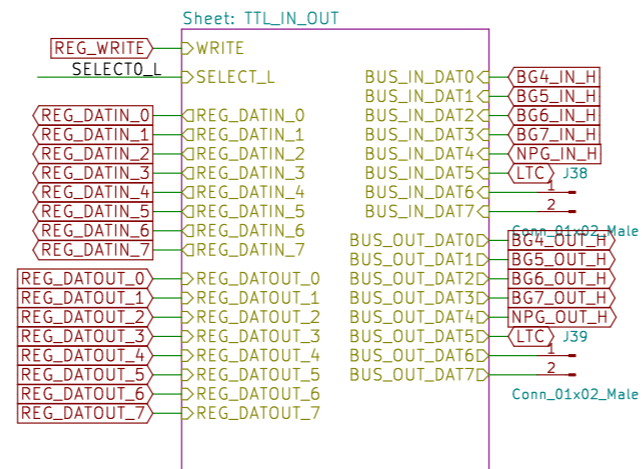 Sheet: TTL_IN_OUT
REG_WRITE WRITE
SELECT0_L SELECT_L
REG_DATIN_0 REG_DATIN_0
REG_DATIN_1 REG_DATIN_1
REG_DATIN_2 REG_DATIN_2
REG_DATIN_3 REG_DATIN_3
REG_DATIN_4 REG_DATIN_4
REG_DATIN_5 REG_DATIN_5
REG_DATIN_6 REG_DATIN_6
REG_DATIN_7 REG_DATIN_7
REG_DATOUT_0 REG_DATOUT_0
REG_DATOUT_1 REG_DATOUT_1
REG_DATOUT_2 REG_DATOUT_2
REG_DATOUT_3 REG_DATOUT_3
REG_DATOUT_4 REG_DATOUT_4
REG_DATOUT_5 REG_DATOUT_5
REG_DATOUT_6 REG_DATOUT_6
REG_DATOUT_7 REG_DATOUT_7
BUS_IN_DAT0 BG4_IN_H
BUS_IN_DAT1 BG5_IN_H
BUS_IN_DAT2 BG6_IN_H
BUS_IN_DAT3 BG7_IN_H
BUS_IN_DAT4 NPG_IN_H
BUS_IN_DAT5 LTC J38
BUS_IN_DAT6 1
BUS_IN_DAT7 2
Conn_01x02_Male
BUS_OUT_DAT0 BG4_OUT_H
BUS_OUT_DAT1 BG5_OUT_H
BUS_OUT_DAT2 BG6_OUT_H
BUS_OUT_DAT3 BG7_OUT_H
BUS_OUT_DAT4 NPG_OUT_H
BUS_OUT_DAT5 LTC J39
BUS_OUT_DAT6 1
BUS_OUT_DAT7 2
Conn_01x02_Male